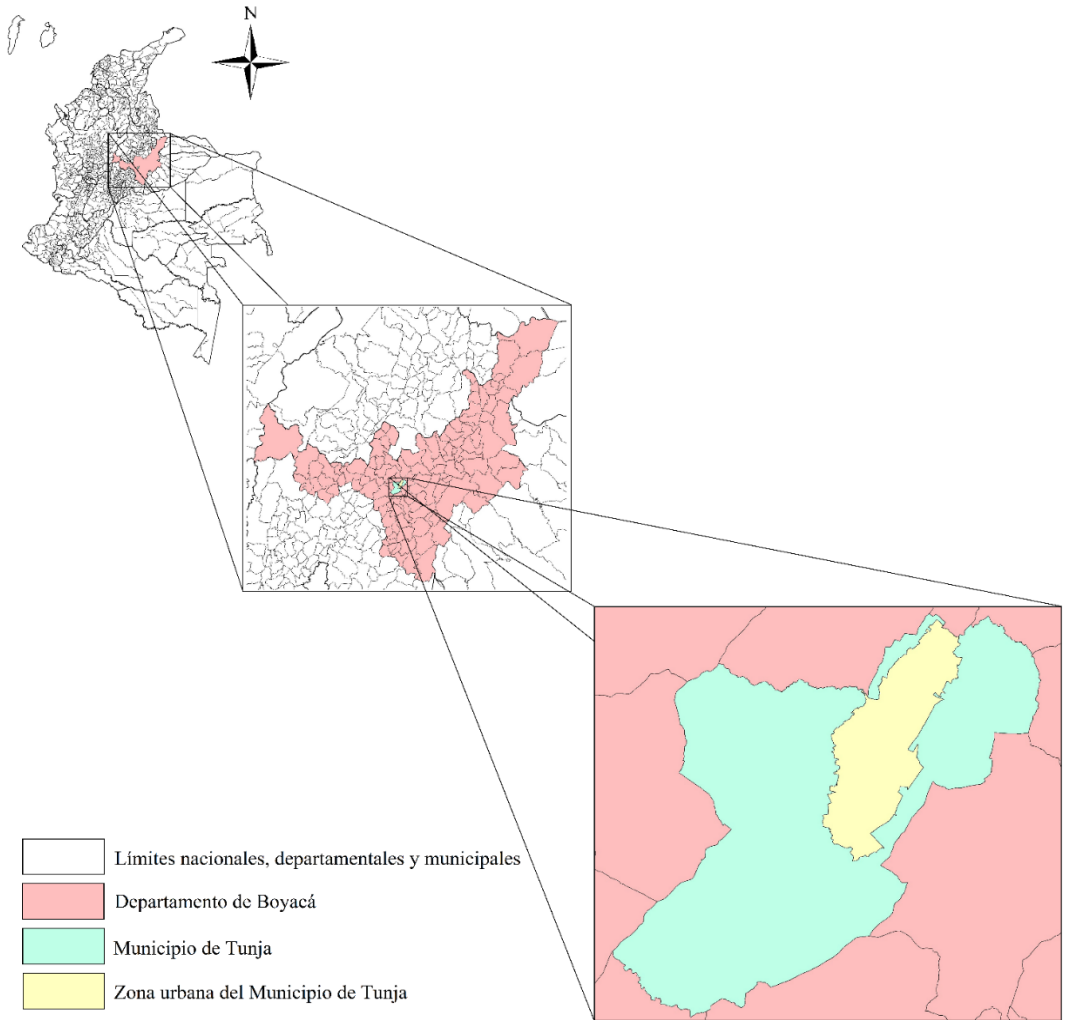 N
Límites nacionales, departamentales y municipales
Departamento de Boyacá
Municipio de Tunja
Zona urbana del Municipio de Tunja